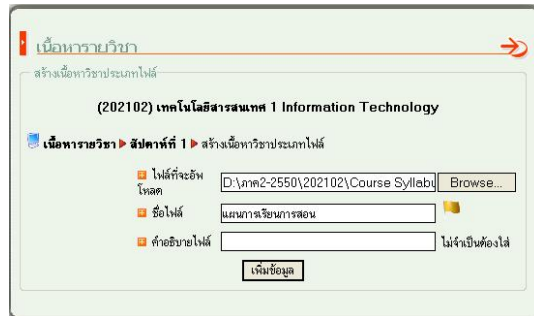 เนื้อหารายวิชา
สร้างเนื้อหาวิชาประเภทไฟล์
(202102) เทคโนโลยีสารสนเทศ 1 Information Technology
เนื้อหารายวิชา สัปดาห์ที่ 1 สร้างเนื้อหาวิชาประเภทไฟล์
ไฟล์ที่จะอัพ
โหลด
D:\ภาค2-2550\202102\Course Syllabu Browse...
ชื่อไฟล์ แผนการเรียนการสอน
คำอธิบายไฟล์ ไม่จำเป็นต้องใส่
เพิ่มข้อมูล